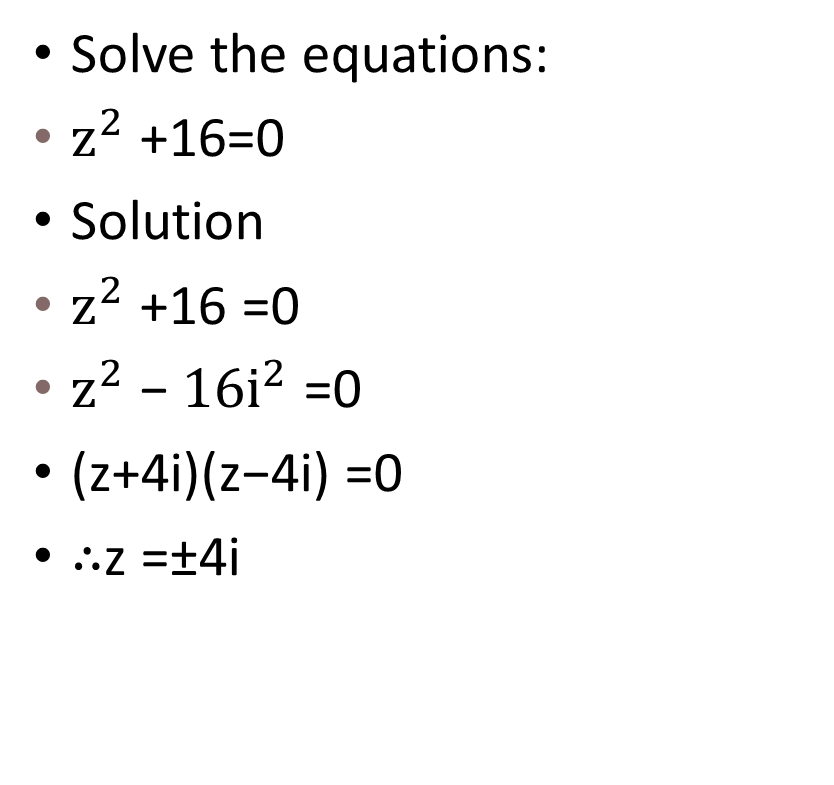 • Solve the equations:
• z² +16=0
• Solution
• z² +16 =0
• z² − 16i² =0
• (z+4i)(z−4i) =0
• ∴z =±4i